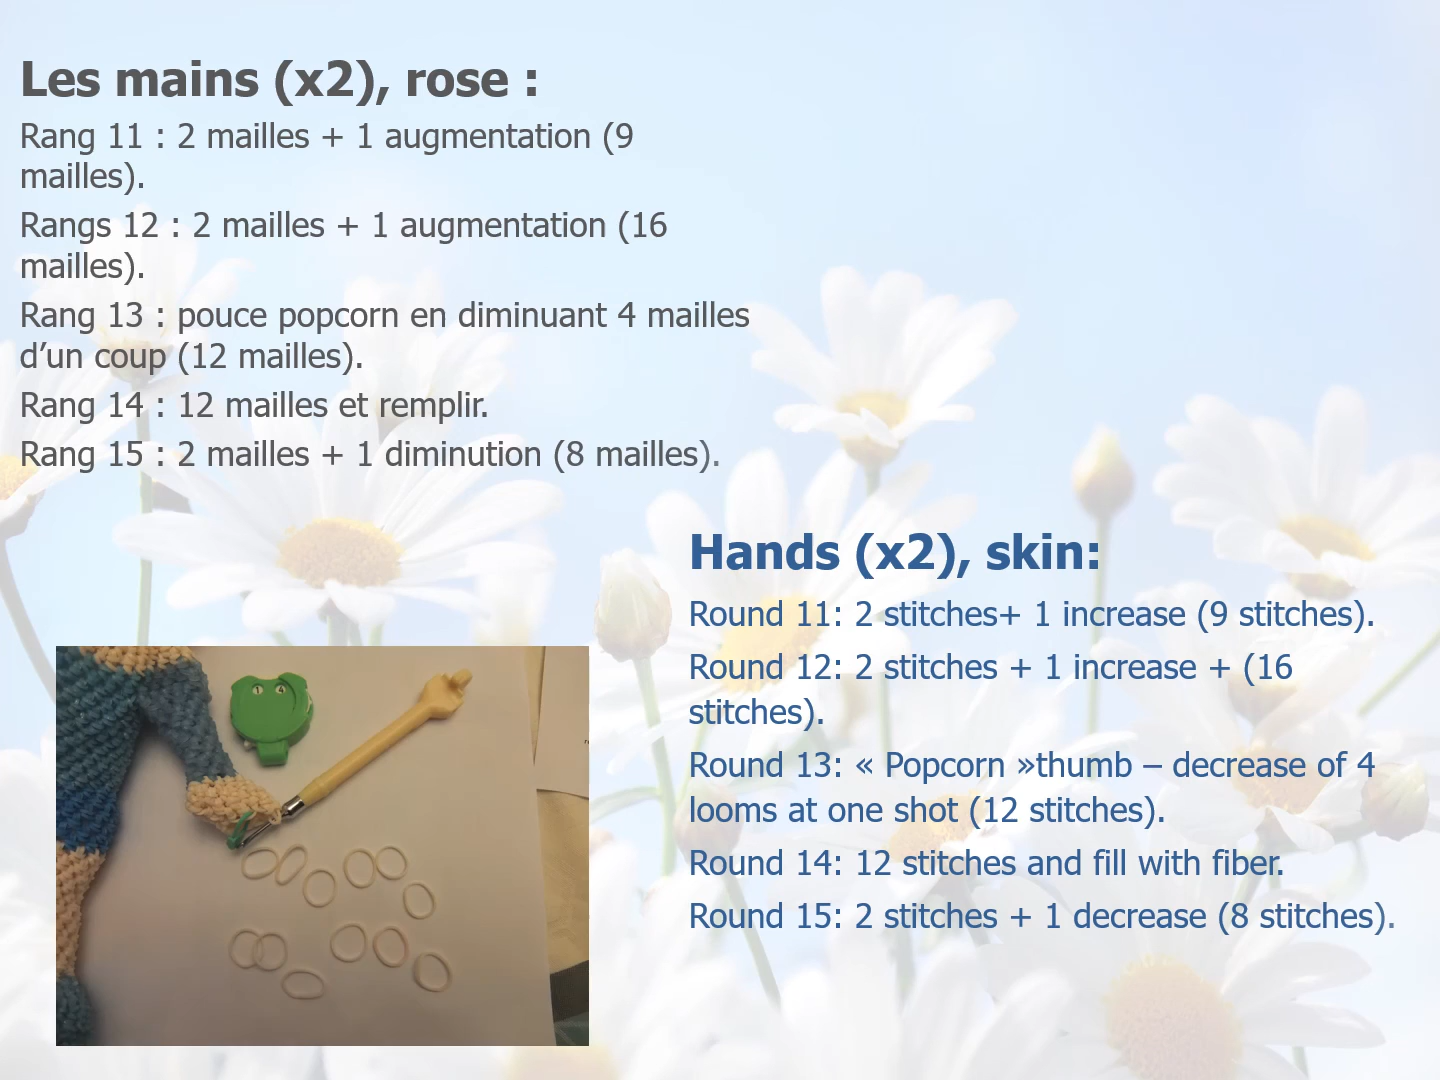 Les mains (x2), rose :
Rang 11 : 2 mailles + 1 augmentation (9
mailles).
Rangs 12 : 2 mailles + 1 augmentation (16
mailles).
Rang 13 : pouce popcorn en diminuant 4 mailles
d’un coup (12 mailles).
Rang 14 : 12 mailles et remplir.
Rang 15 : 2 mailles + 1 diminution (8 mailles).
Hands (x2), skin:
Round 11: 2 stitches+ 1 increase (9 stitches).
Round 12: 2 stitches + 1 increase + (16
stitches).
Round 13: « Popcorn »thumb – decrease of 4
looms at one shot (12 stitches).
Round 14: 12 stitches and fill with fiber.
Round 15: 2 stitches + 1 decrease (8 stitches).
1 4